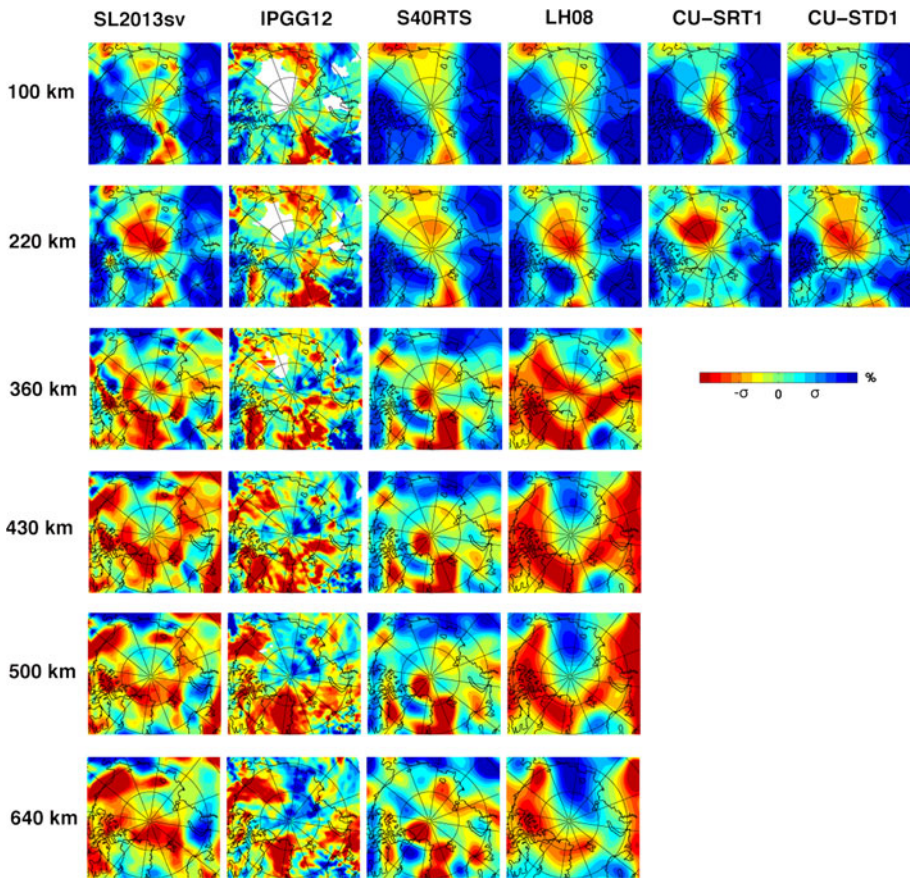 SL2013sv IPGG12 S40RTS LH08 CU–SRT1 CU–STD1
100 km
220 km
360 km
%
-σ 0 σ
430 km
500 km
640 km